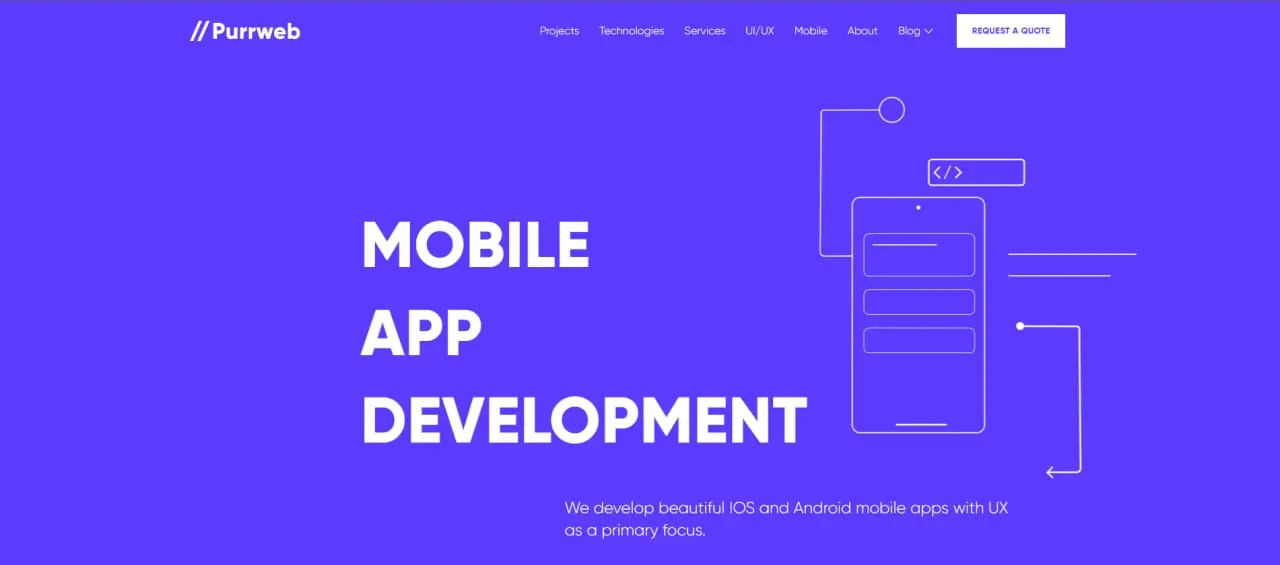 //Purrweb
Projects Technologies Services UI/UX Mobile About Blog REQUEST A QUOTE
</>
MOBILE
APP
DEVELOPMENT
We develop beautiful IOS and Android mobile apps with UX
as a primary focus.